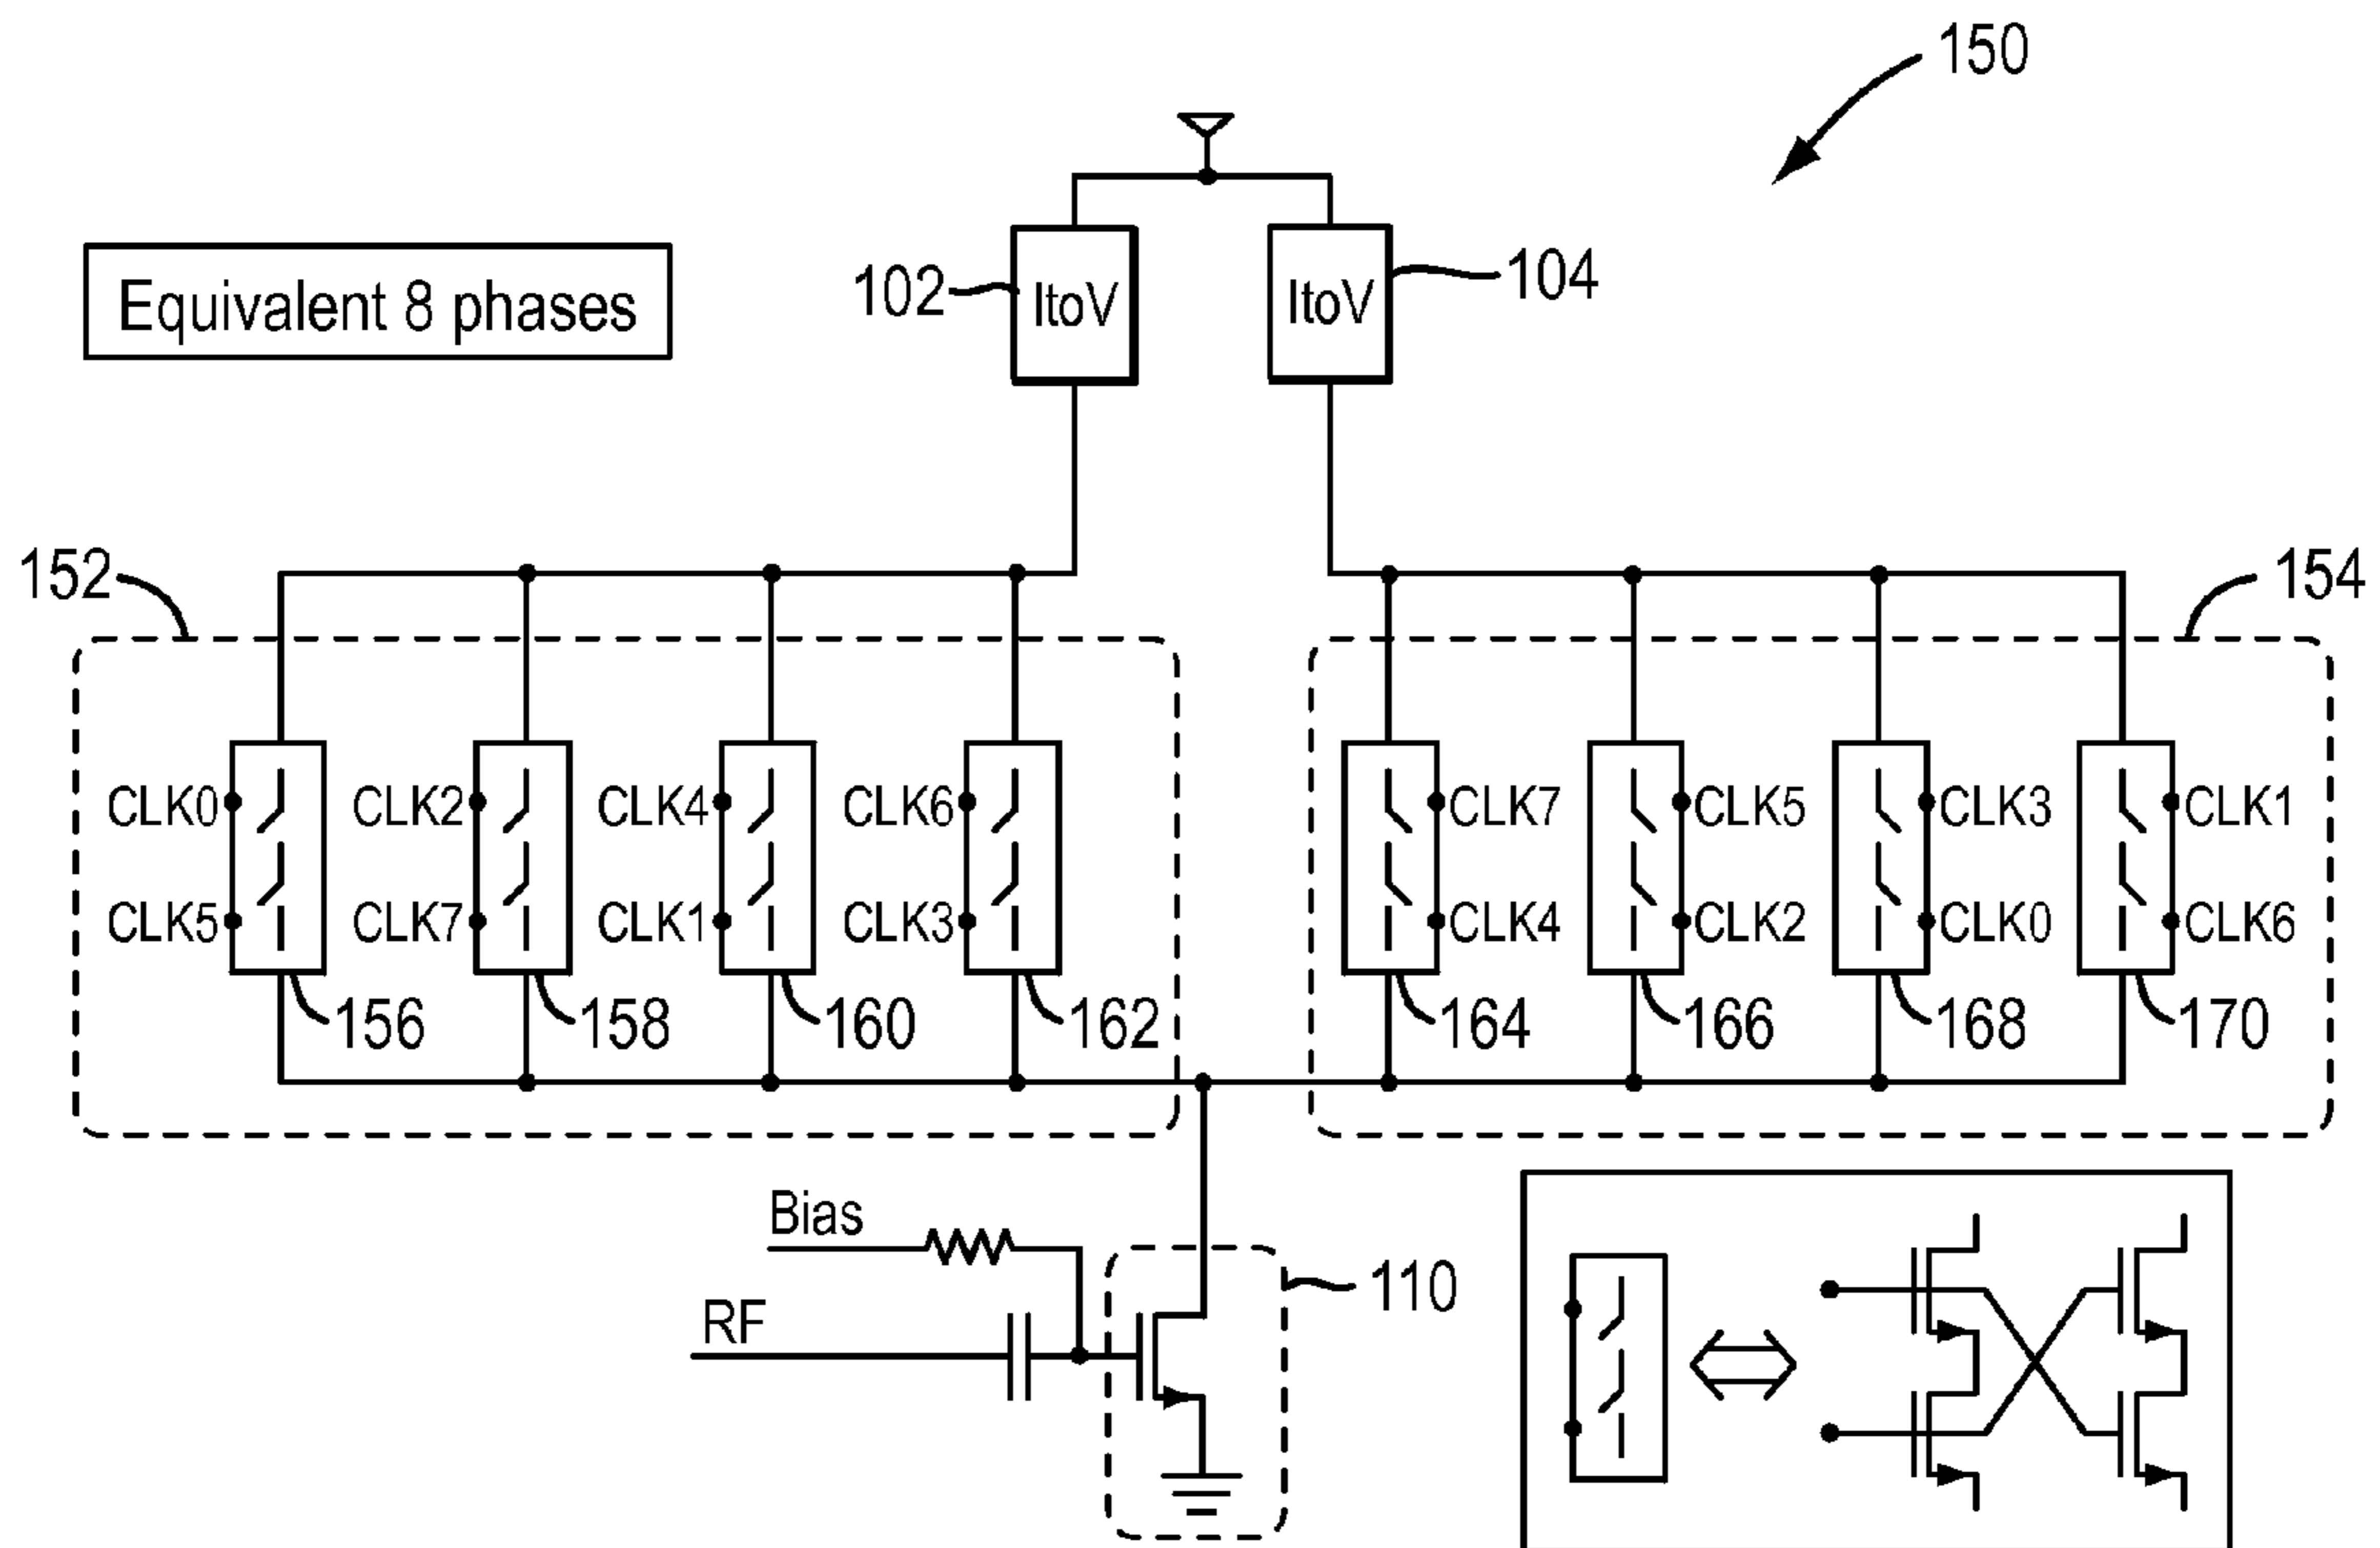 150
Equivalent 8 phases
102
ItoV
ItoV
104
152
154
CLK0
CLK2
CLK4
CLK6
CLK7
CLK5
CLK3
CLK1
CLK5
CLK7
CLK1
CLK3
CLK4
CLK2
CLK0
CLK6
156
158
160
162
164
166
168
170
Bias
110
RF